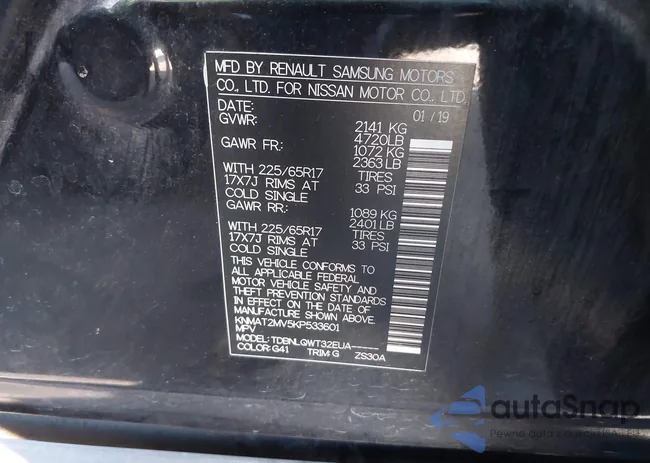 MFD BY RENAULT SAMSUNG MOTORS
CO., LTD. FOR NISSAN MOTOR CO., LTD.
DATE: 01/19
GVWR: 2141 KG
4720LB
GAWR FR: 1072 KG
2363 LB
WITH 225/65R17 TIRES
17X7J RIMS AT 33 PSI
COLD SINGLE
GAWR RR: 1089 KG
2401 LB
WITH 225/65R17 TIRES
17X7J RIMS AT 33 PSI
COLD SINGLE
THIS VEHICLE CONFORMS TO
ALL APPLICABLE FEDERAL
MOTOR VEHICLE SAFETY AND
THEFT PREVENTION STANDARDS
IN EFFECT ON THE DATE OF
MANUFACTURE SHOWN ABOVE.
KNMAT2MV5KP533601
MPV
MODEL: TDBNLQWT32EUA-----
COLOR: G41 TRIM: G ZS30A
autoSnap